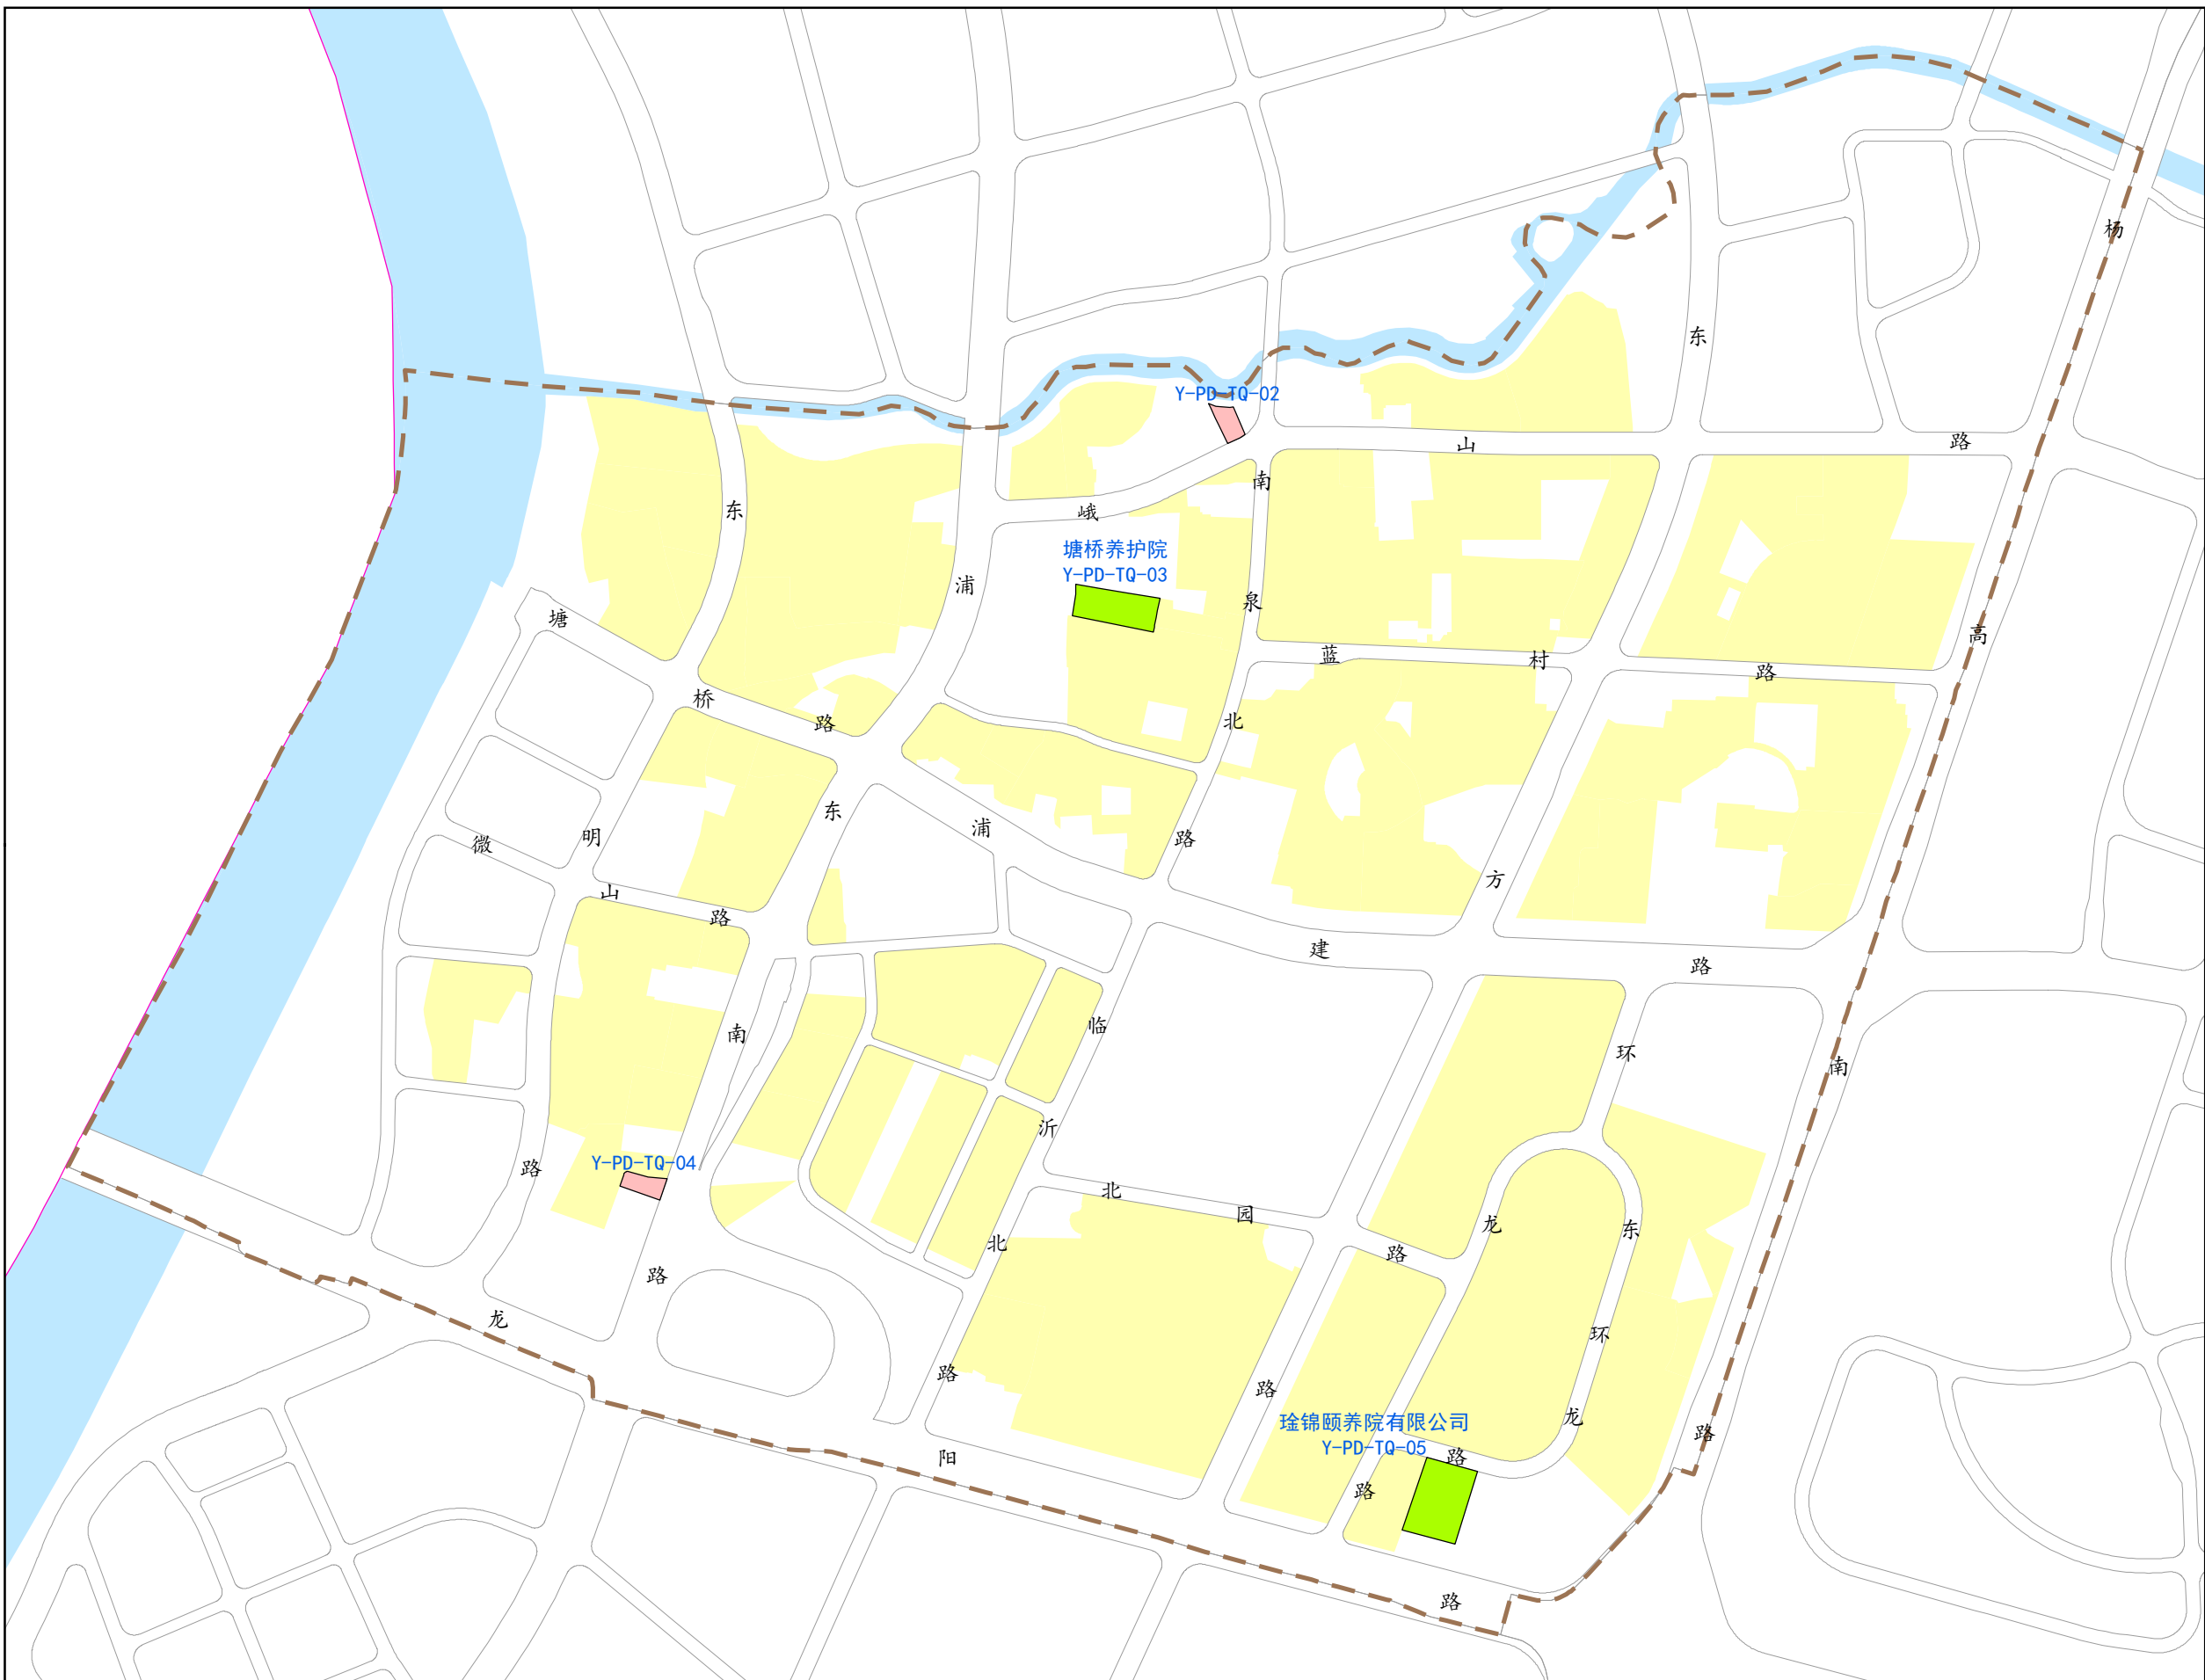 杨
东
Y-PD-TQ-02
山
路
南
东
峨
塘桥养护院
Y-PD-TQ-03
浦
泉
塘
高
蓝
村
路
桥
路
北
东
浦
明
微
路
方
山
路
建
路
临
南
环
南
沂
Y-PD-TQ-04
路
北
园
龙
东
北
路
路
龙
环
路
路
龙
琻锦颐养院有限公司
Y-PD-TQ-05
路
路
阳
路
路